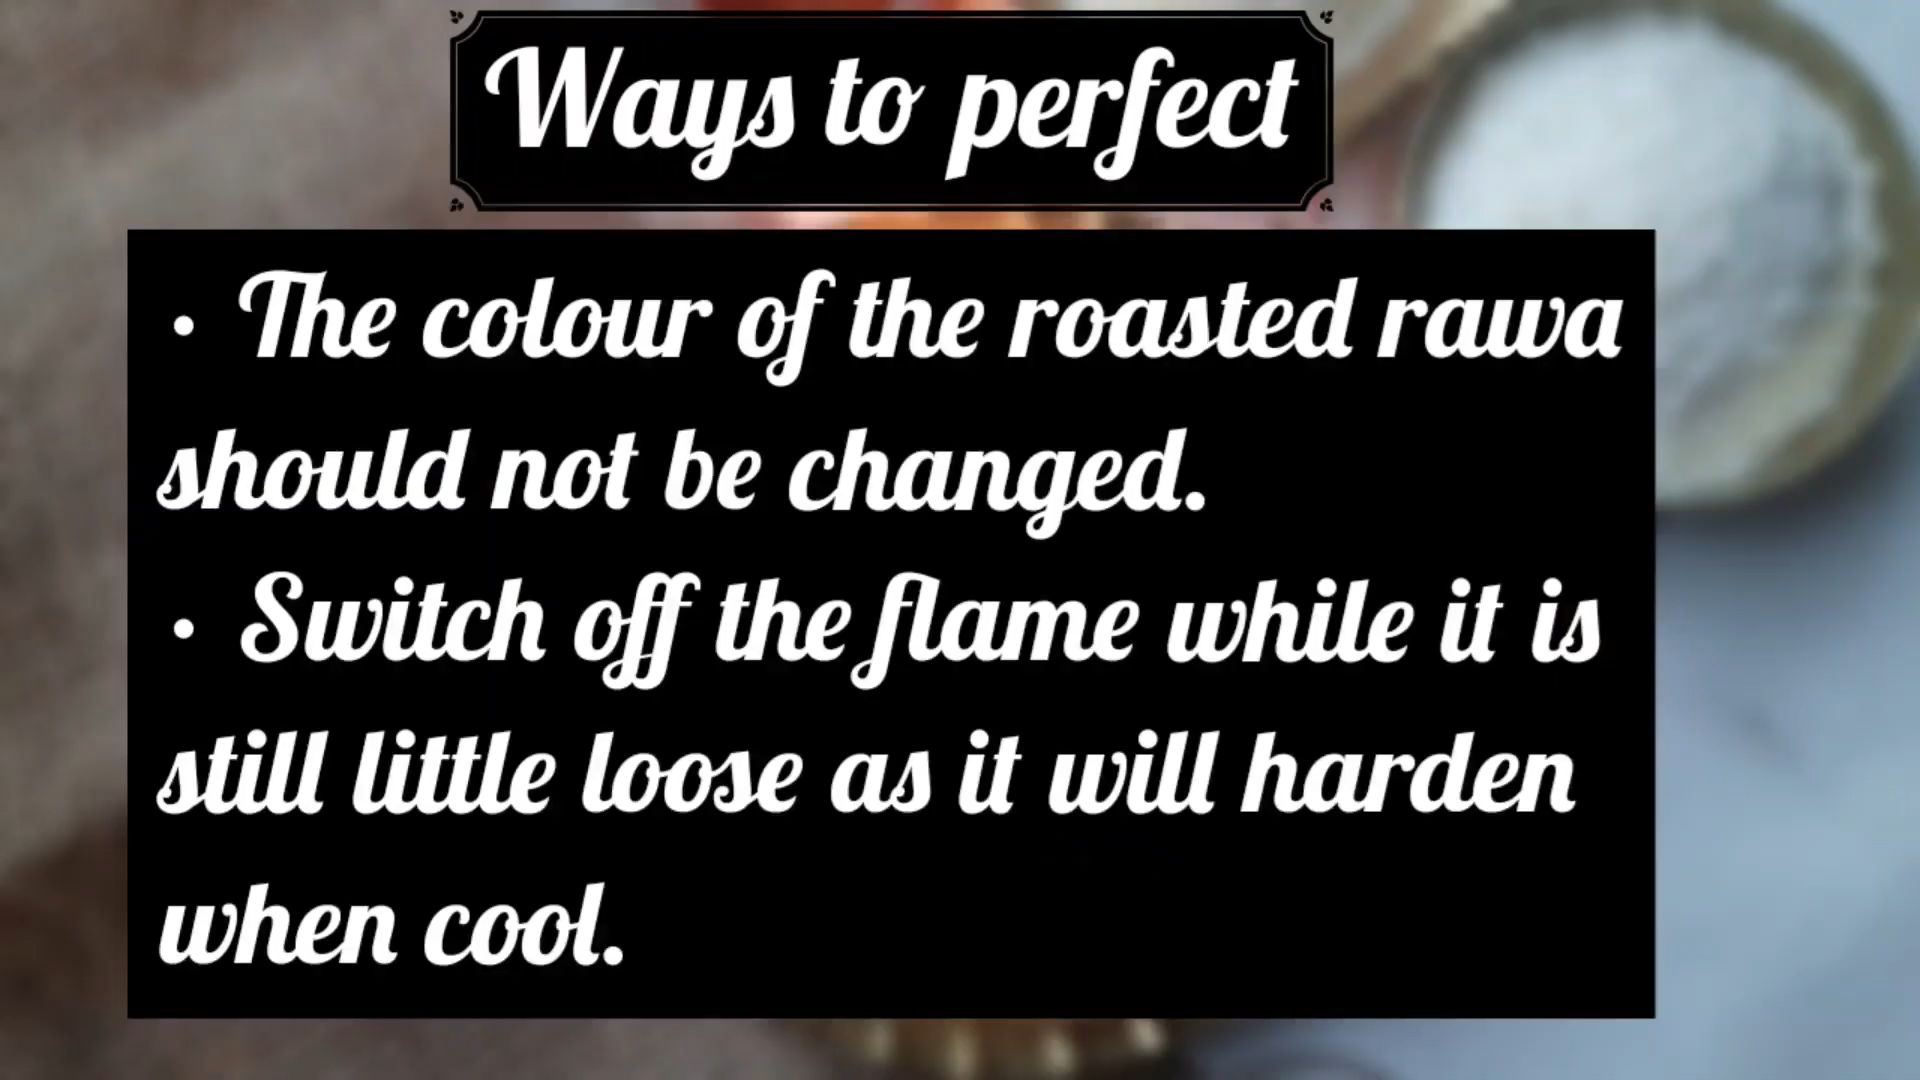 Ways to perfect
• The colour of the roasted rawa
should not be changed.
• Switch off the flame while it is
still little loose as it will harden
when cool.